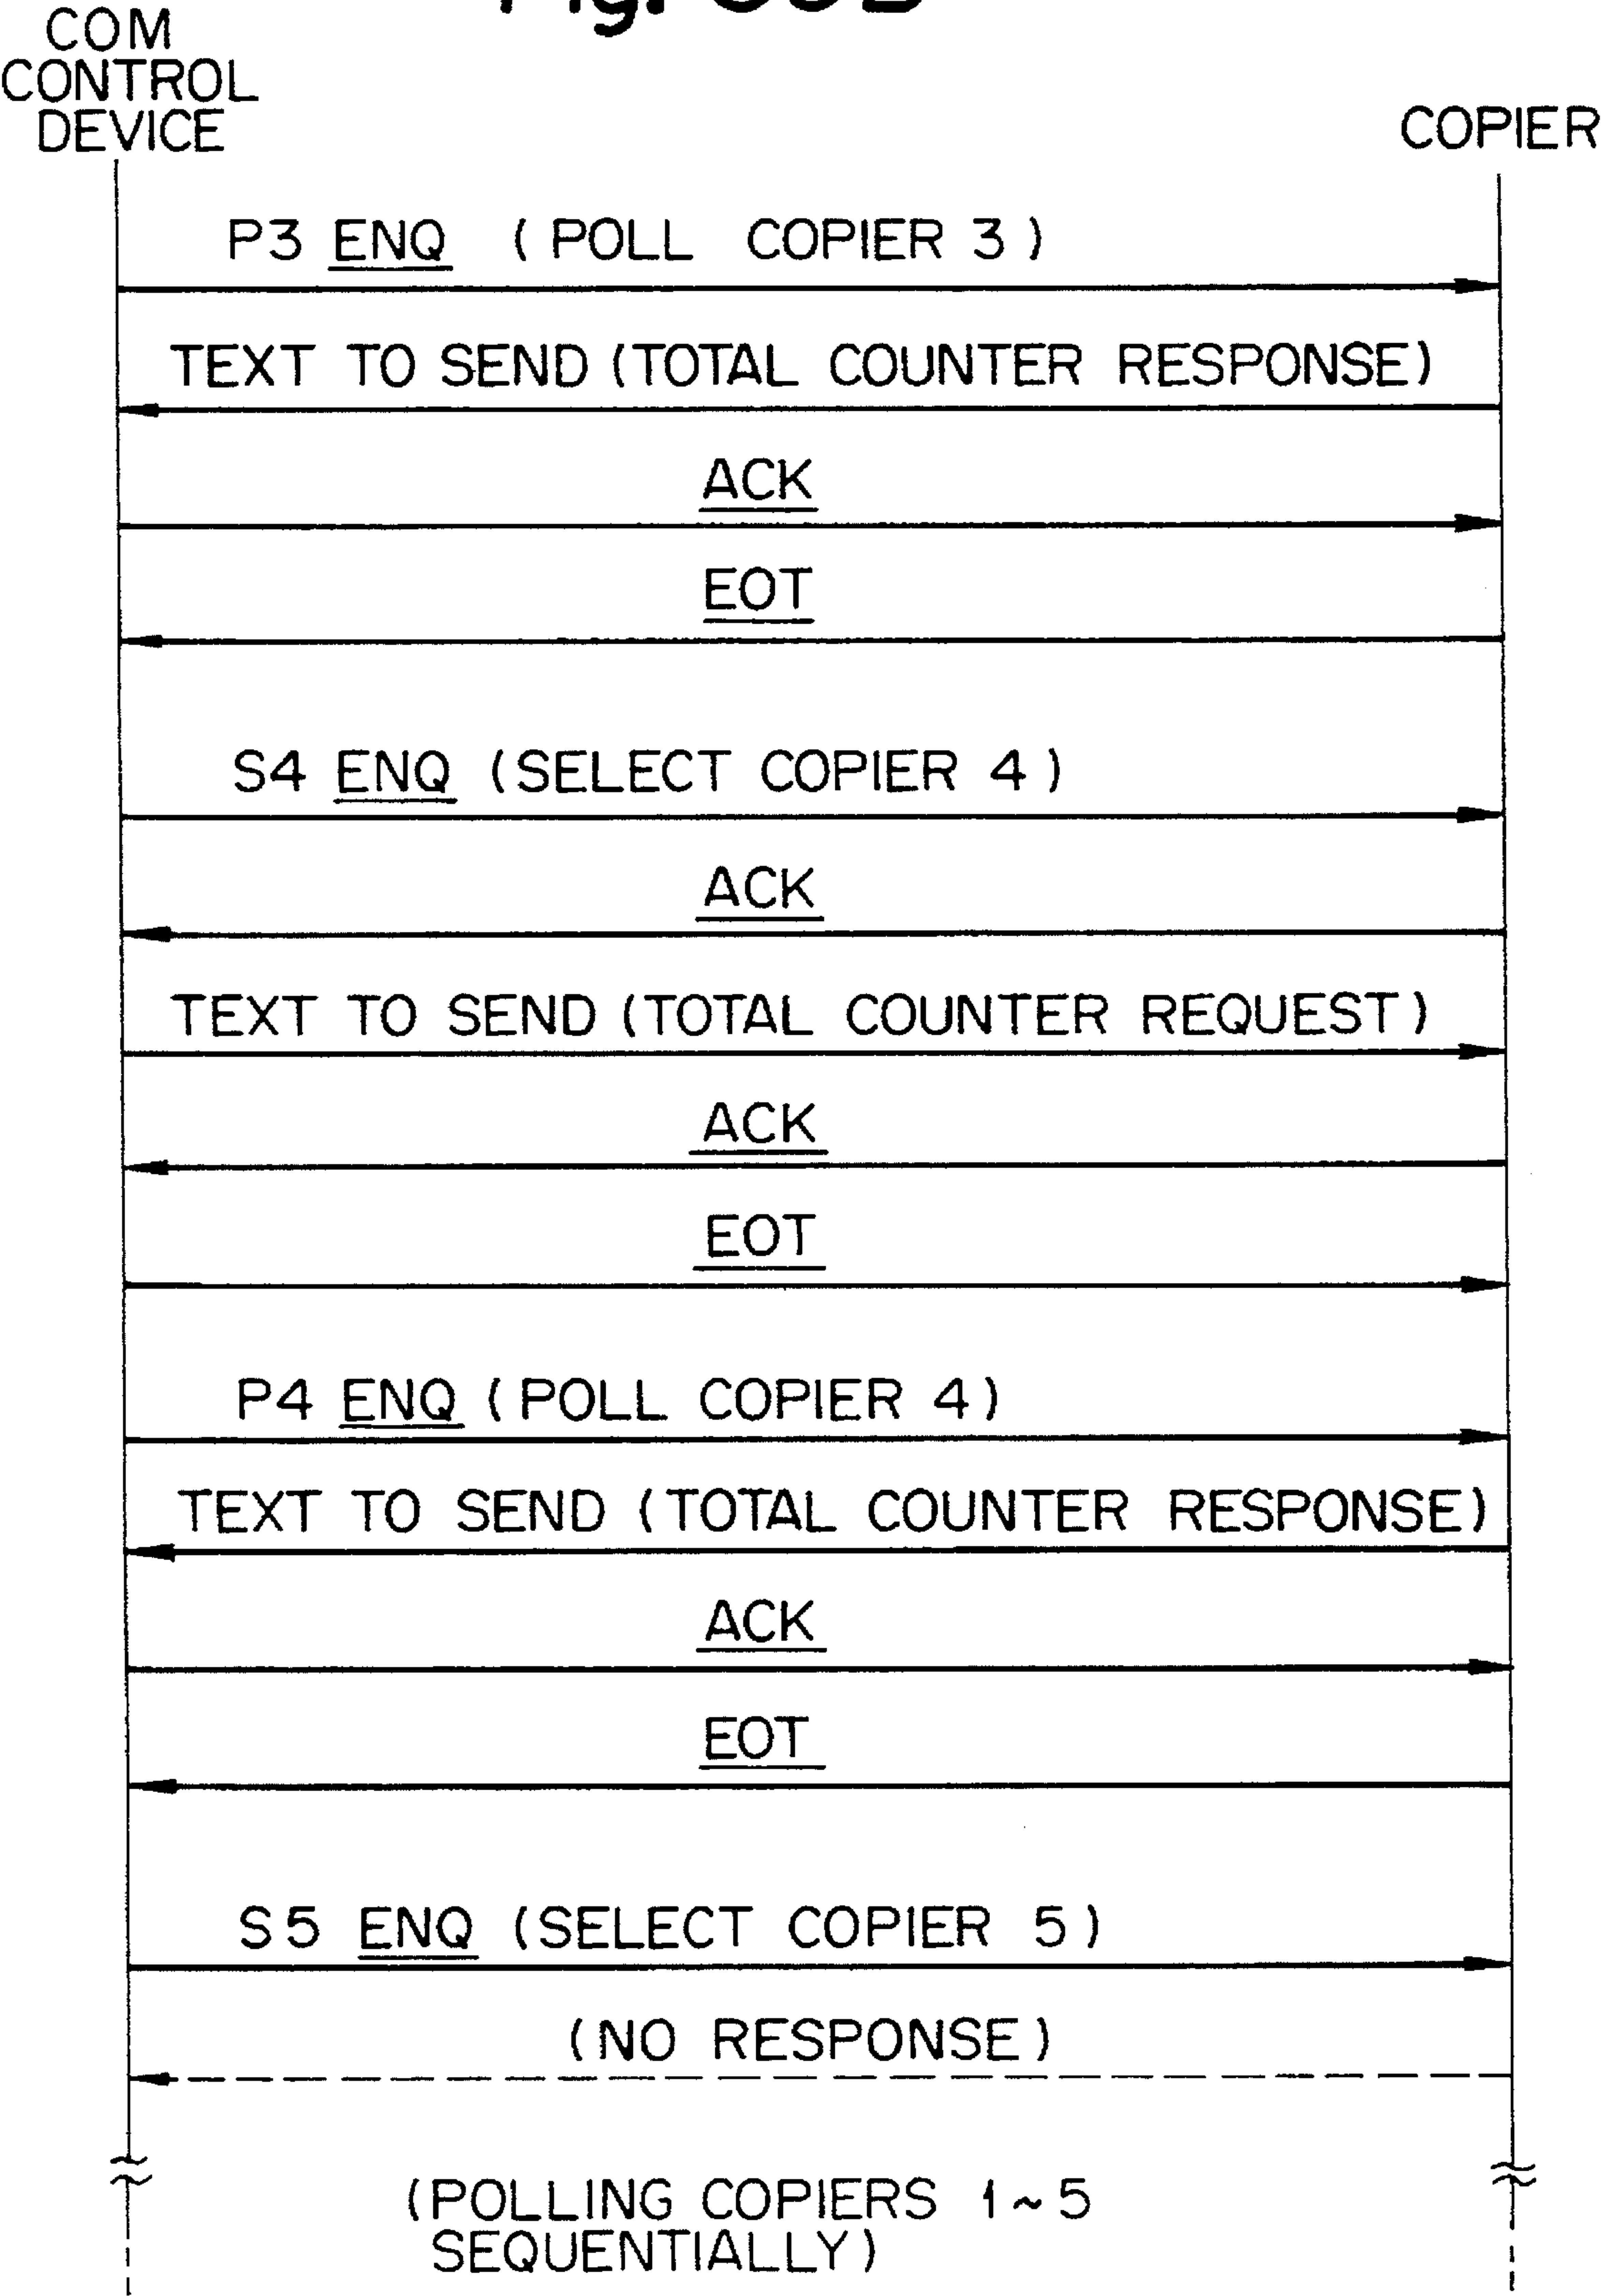 COM
CONTROL
DEVICE
COPIER
P3 ENQ (POLL COPIER 3)
TEXT TO SEND (TOTAL COUNTER RESPONSE)
ACK
EOT
S4 ENQ (SELECT COPIER 4)
ACK
TEXT TO SEND (TOTAL COUNTER REQUEST)
ACK
EOT
P4 ENQ (POLL COPIER 4)
TEXT TO SEND (TOTAL COUNTER RESPONSE)
ACK
EOT
S5 ENQ (SELECT COPIER 5)
(NO RESPONSE)
(POLLING COPIERS 1~5
SEQUENTIALLY)